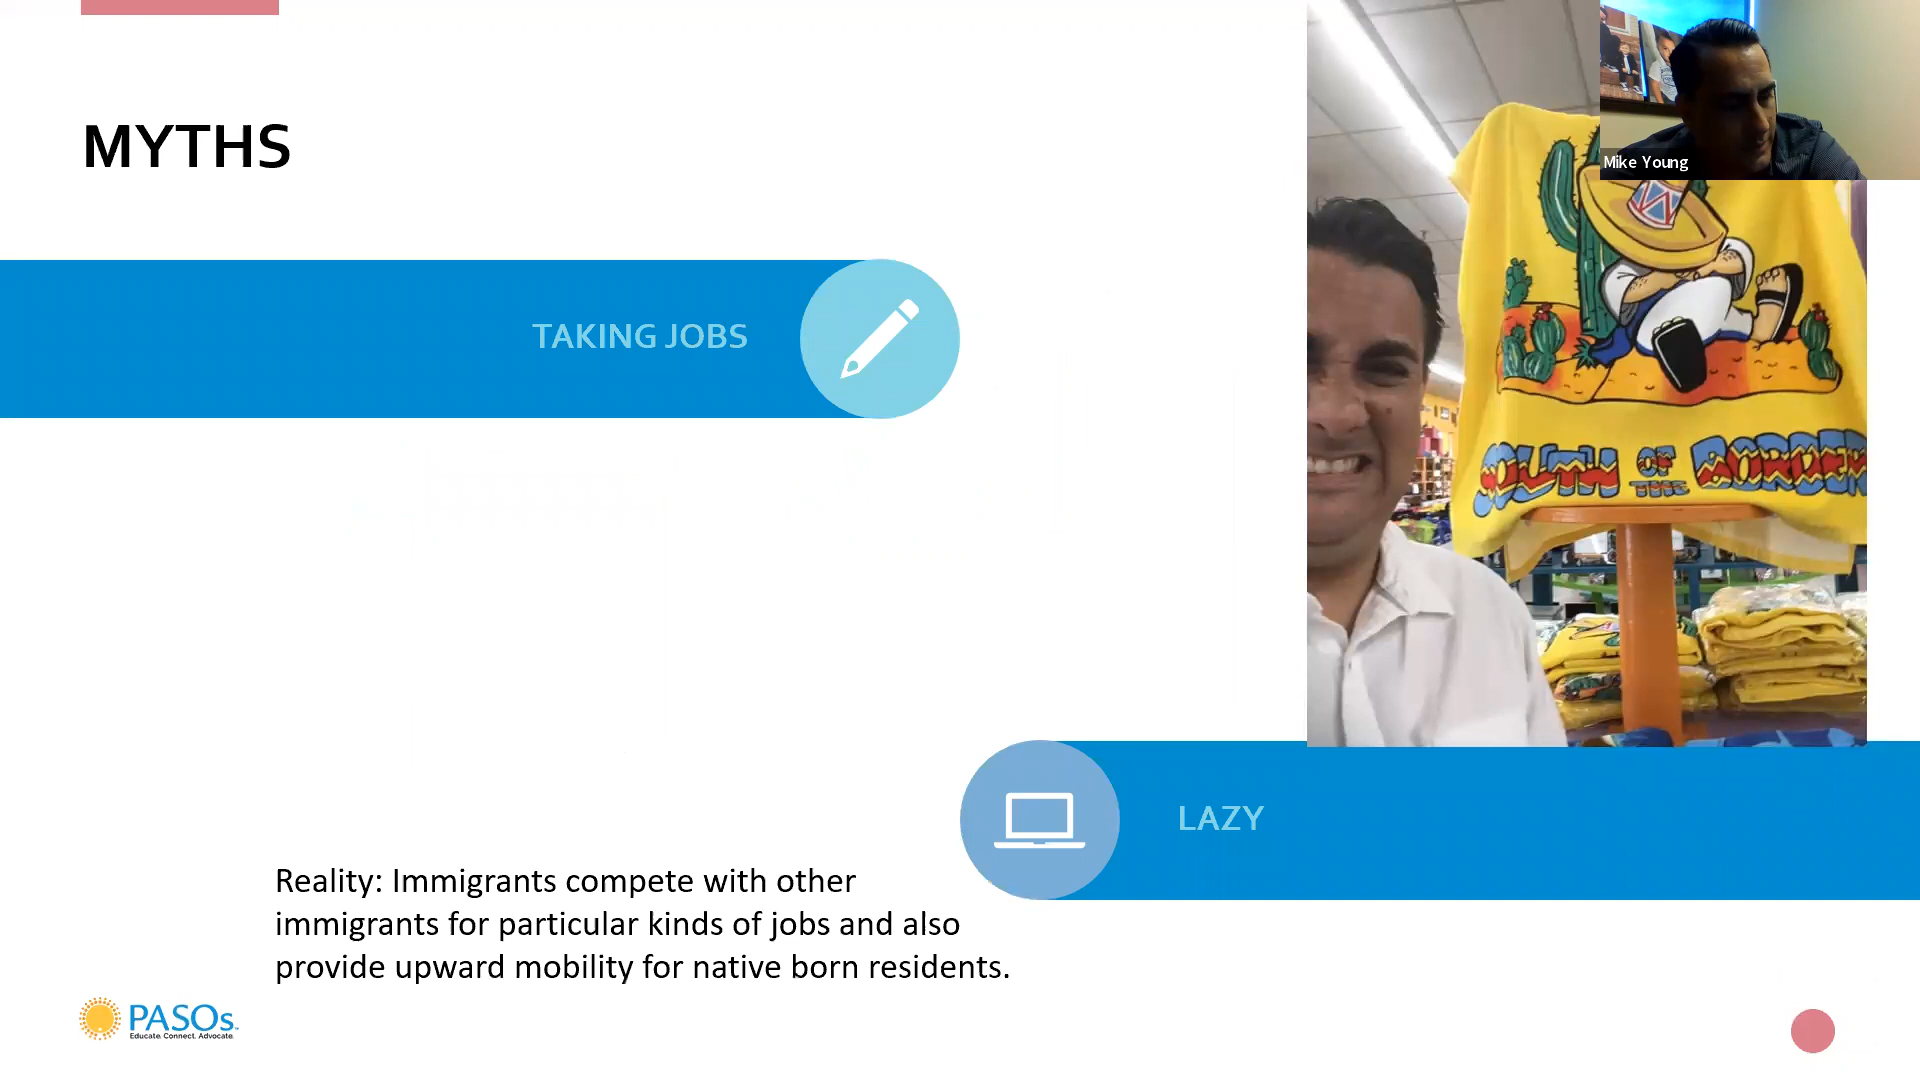 MYTHS
Mike Young
TAKING JOBS
SOUTH OF THE BORDER
LAZY
Reality: Immigrants compete with other
immigrants for particular kinds of jobs and also
provide upward mobility for native born residents.
PASOs
Educate. Connect. Advocate.